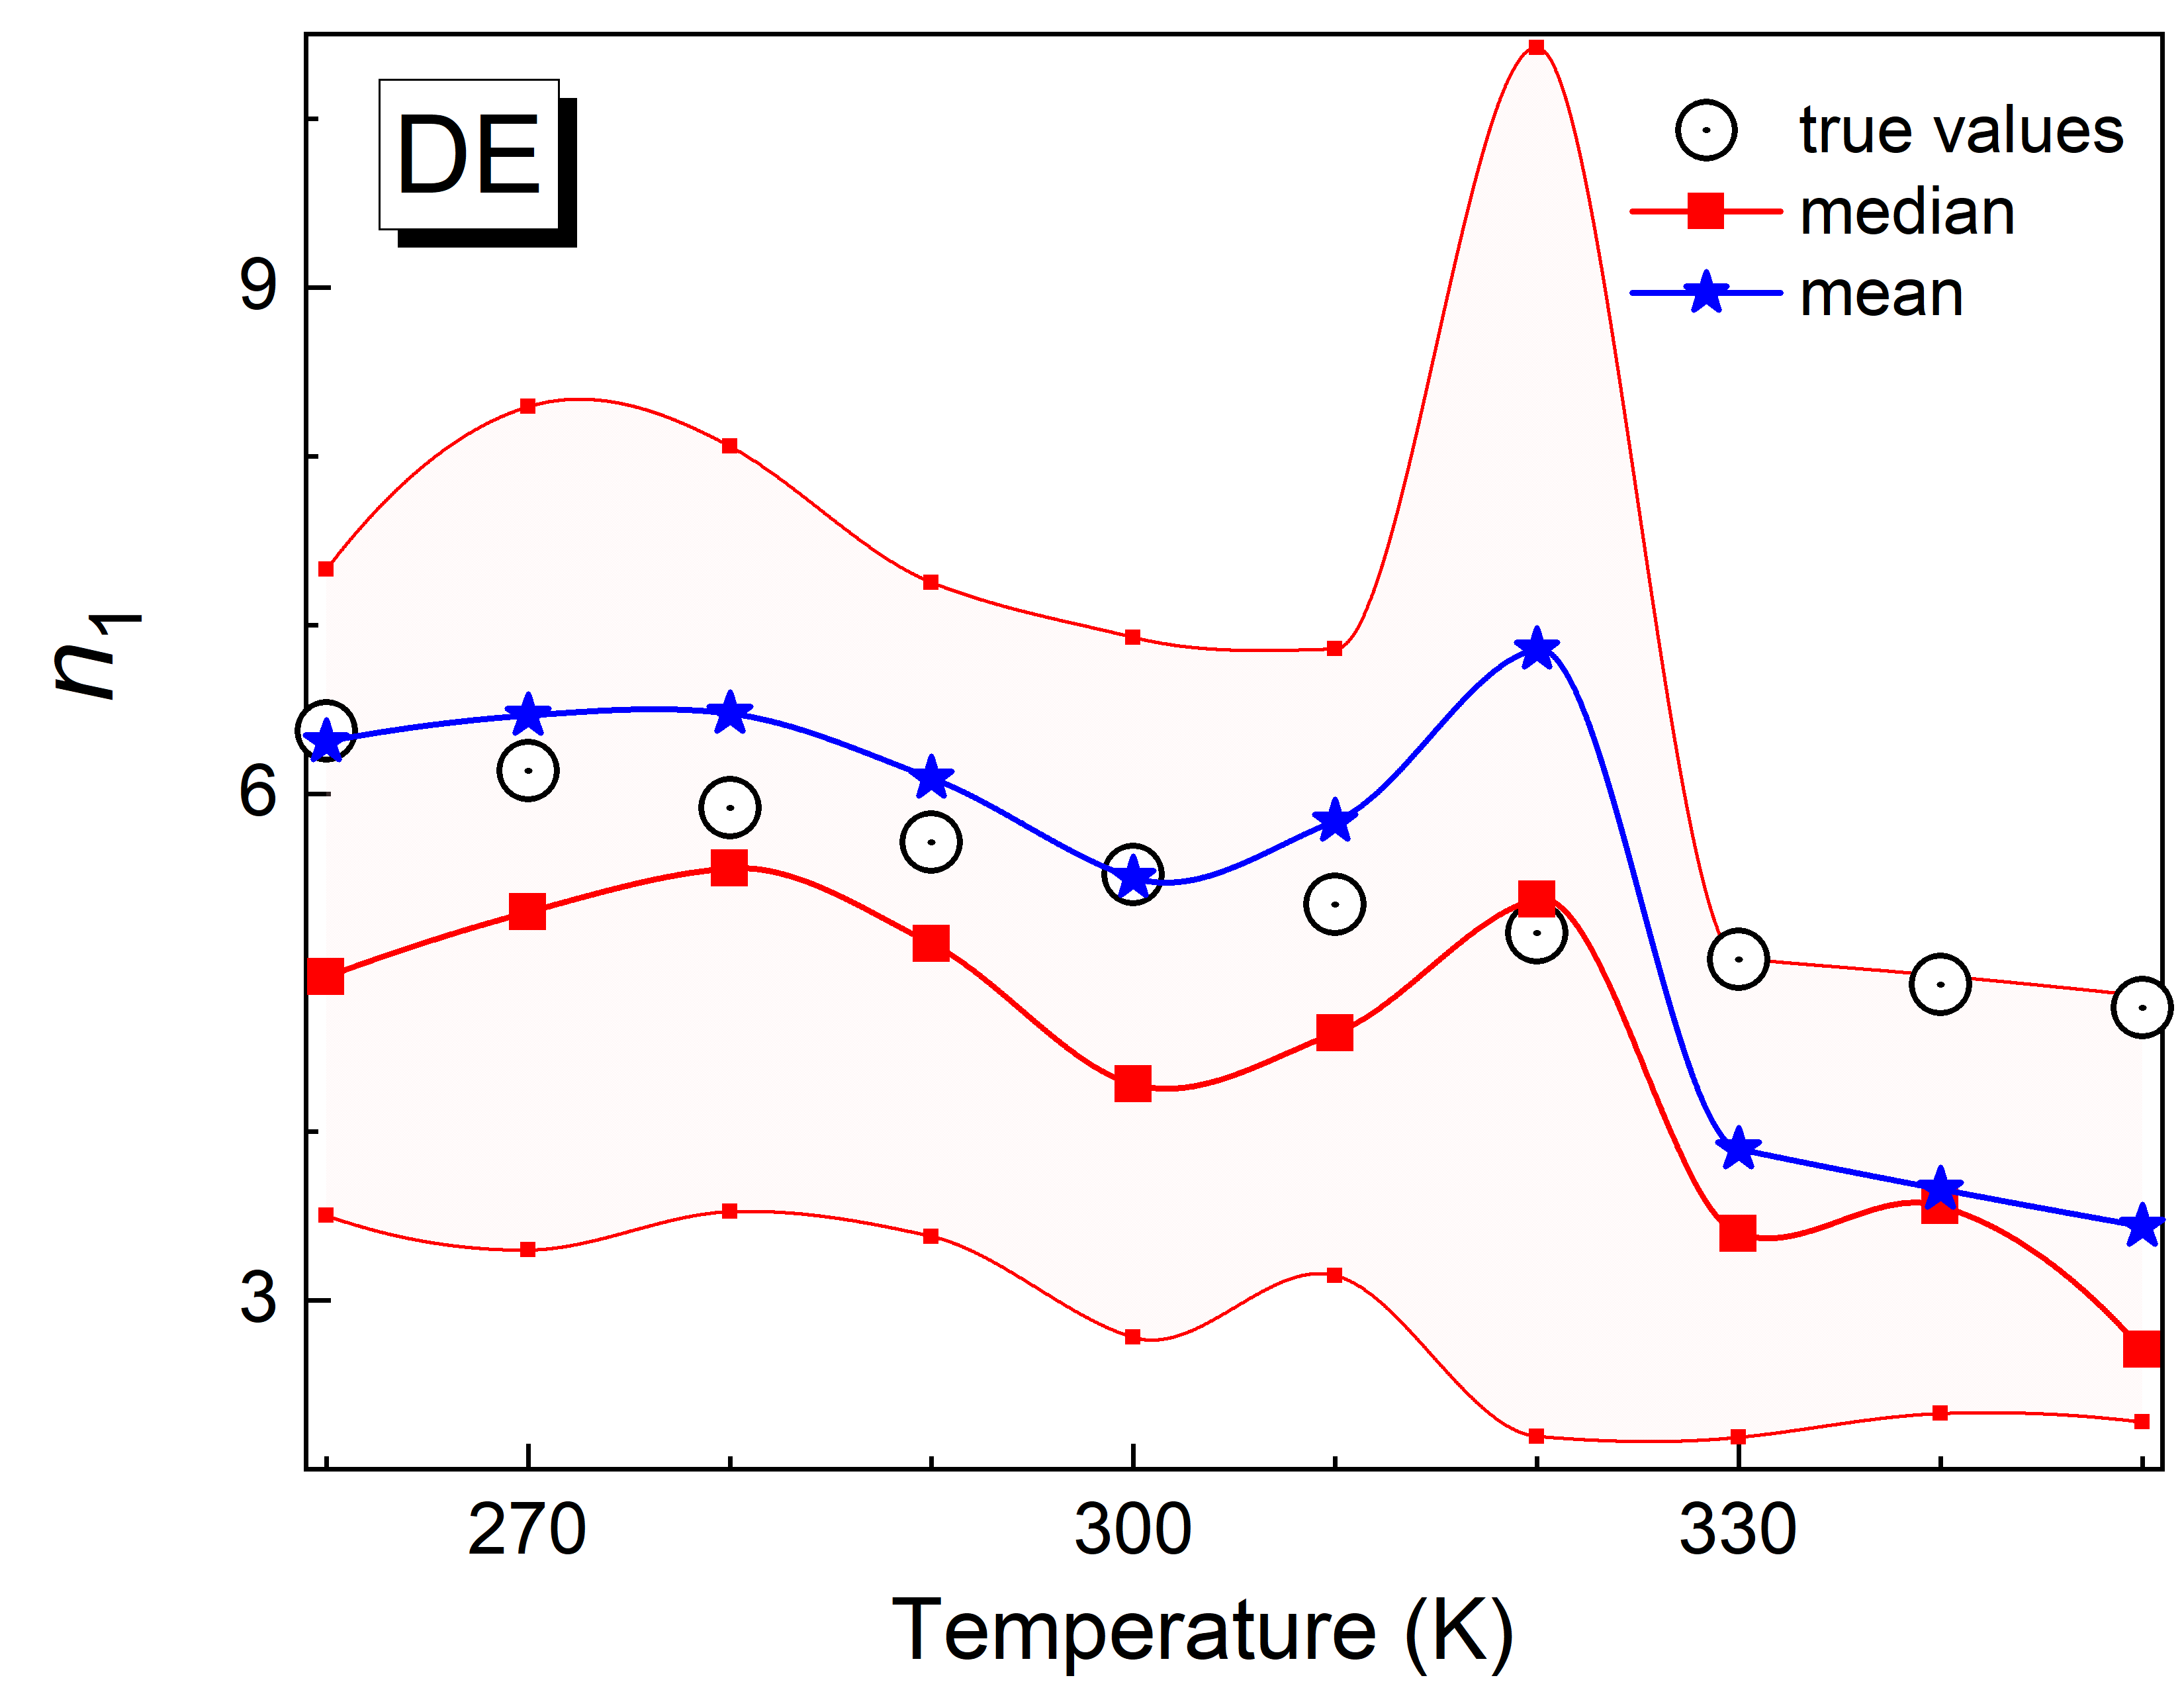 DE
true values
median
mean
9
6
3
n1
270 300 330
Temperature (K)